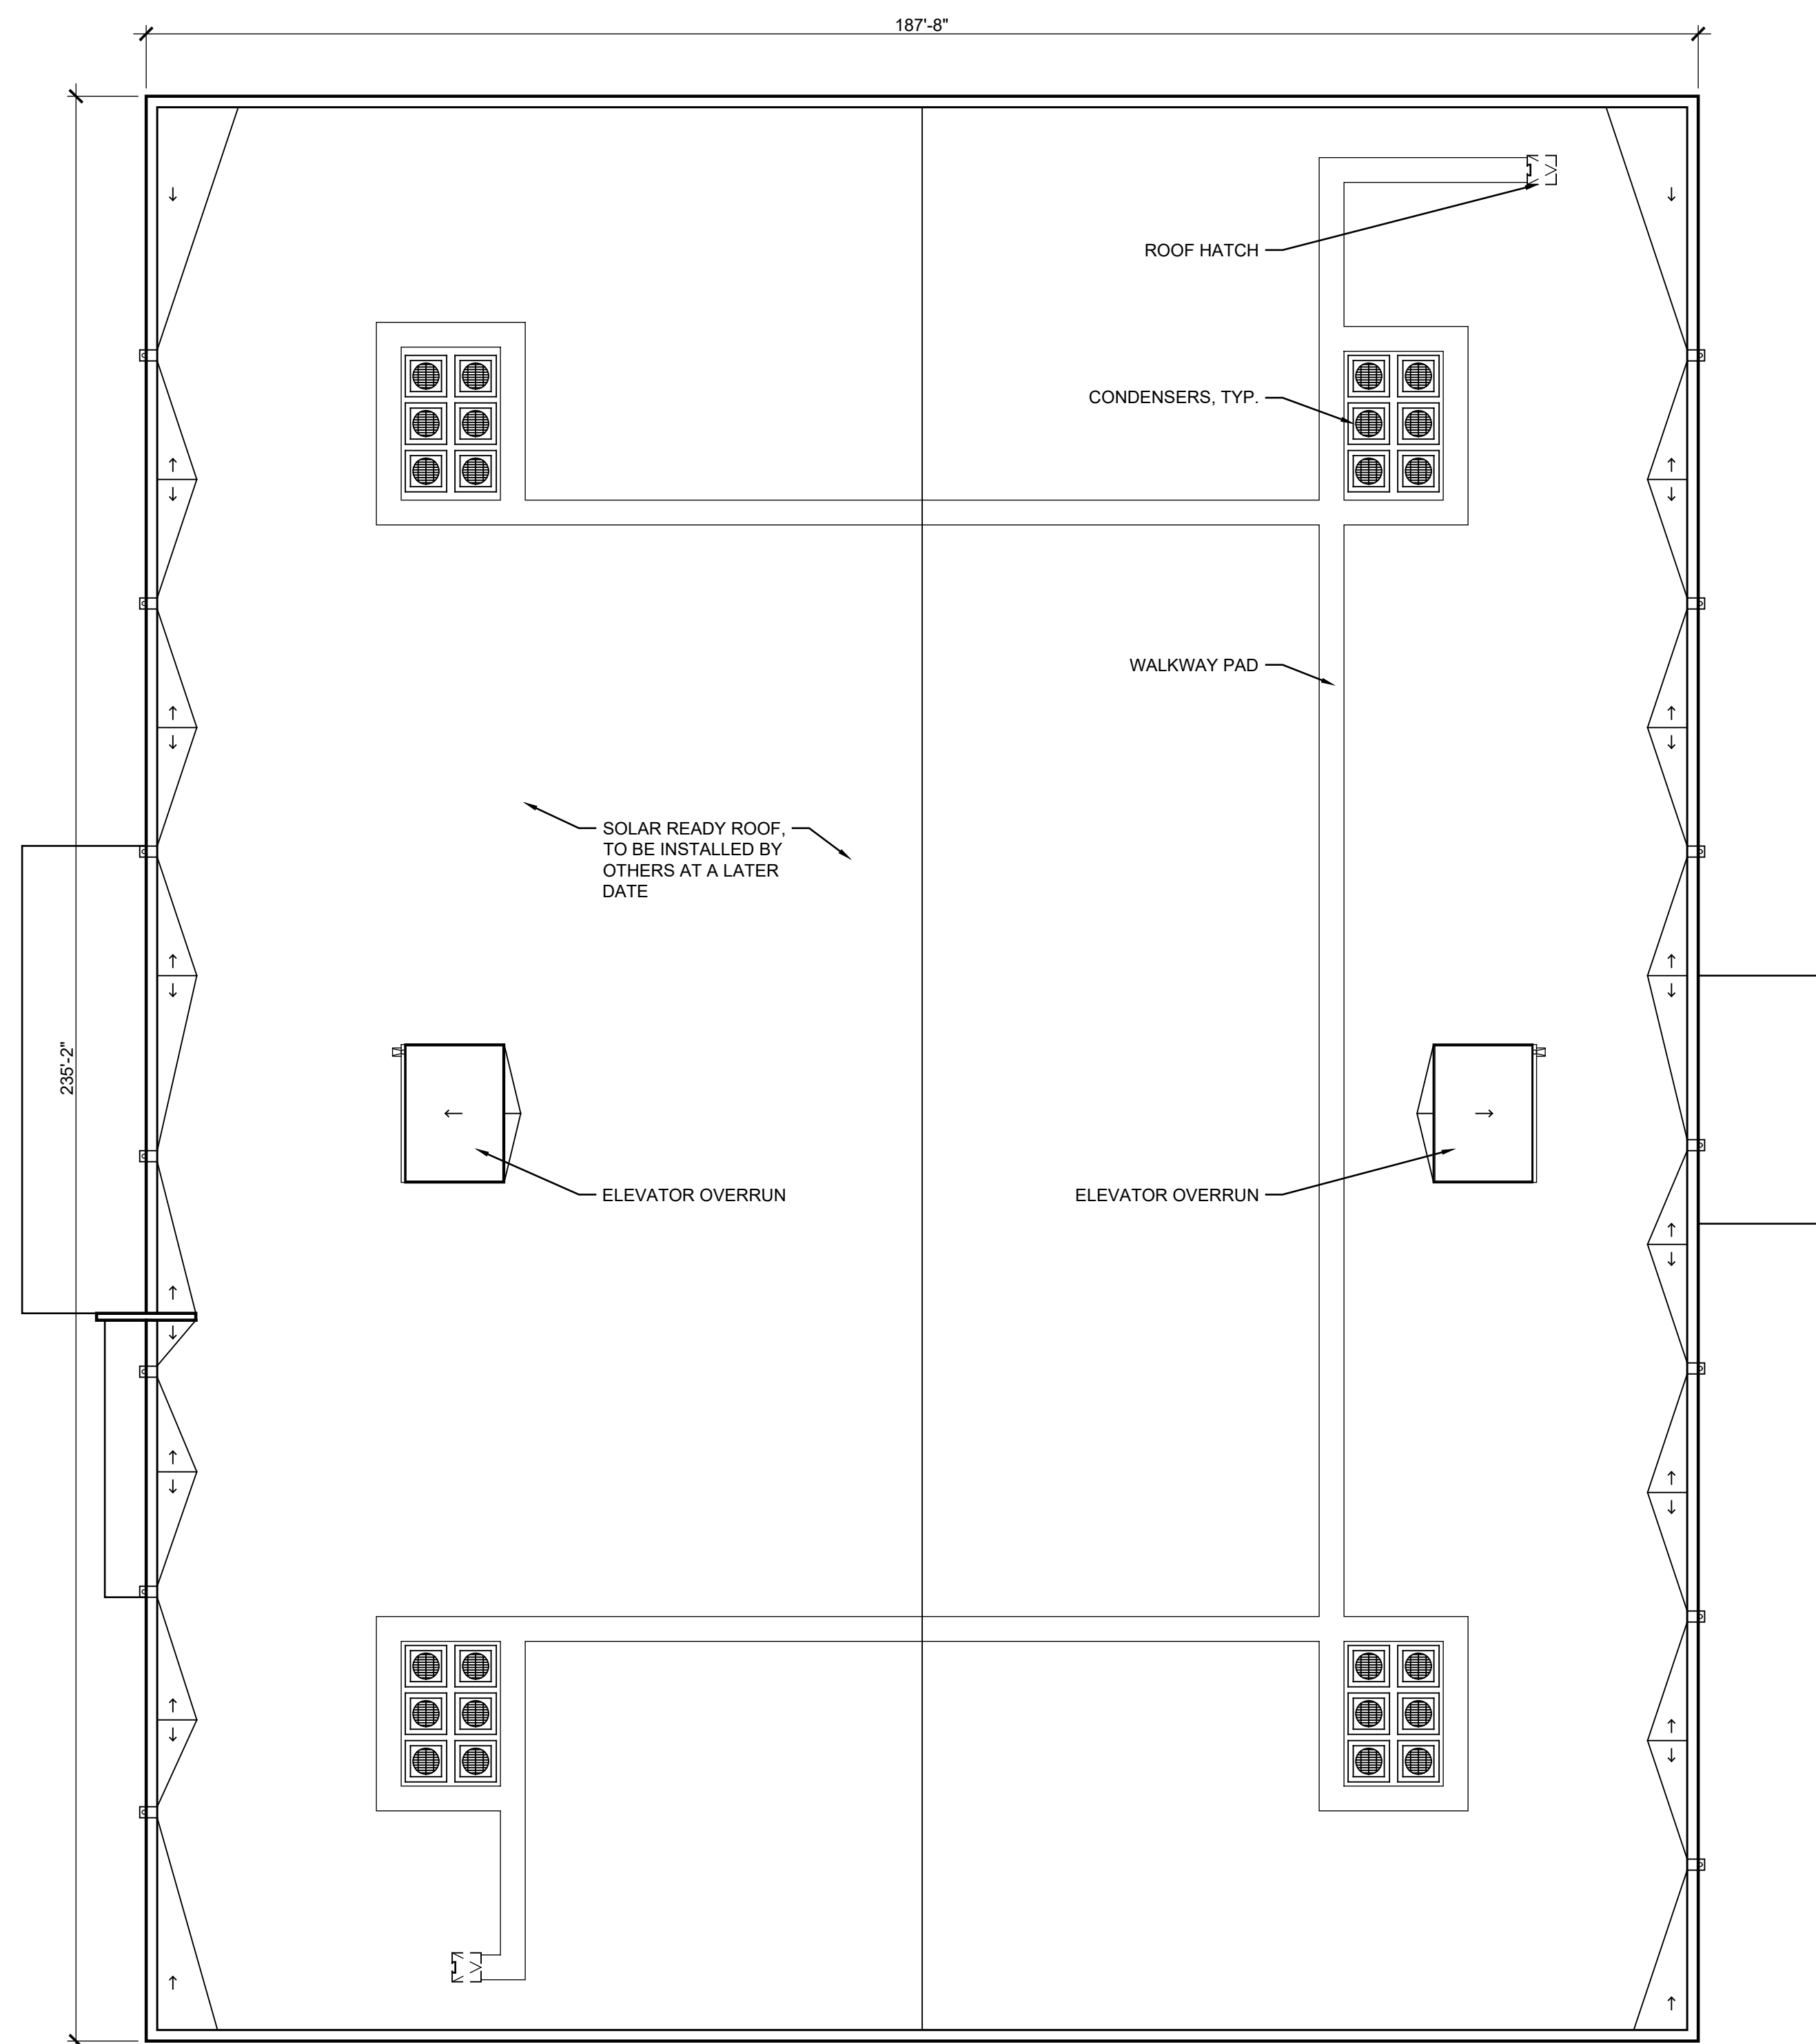 187'-8"
ROOF HATCH
CONDENSERS, TYP.
WALKWAY PAD
SOLAR READY ROOF,
TO BE INSTALLED BY
OTHERS AT A LATER
DATE
235'-2"
ELEVATOR OVERRUN
ELEVATOR OVERRUN